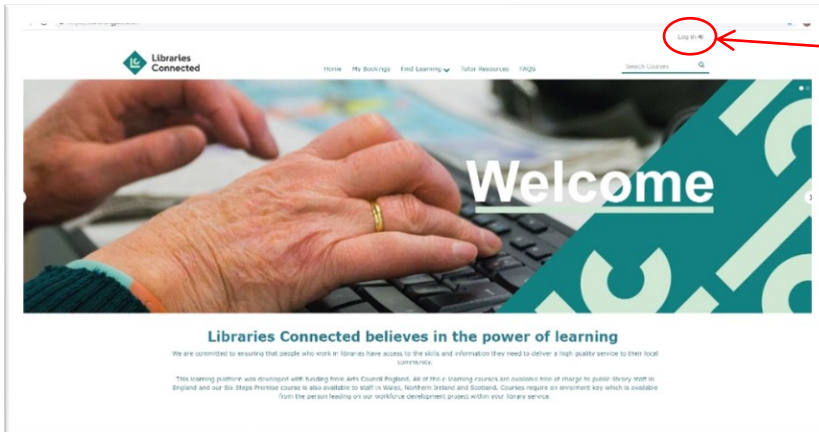 Log in
Libraries
Connected
Home My Bookings Find Learning Tutor Resources FAQS
Search Courses
Welcome
Libraries Connected believes in the power of learning
We are committed to ensuring that people who work in libraries have access to the skills and information they need to deliver a high quality service to their local
community.
This learning platform was developed with funding from Arts Council England. All of the e-learning courses are available free of charge to public library staff in
England and our Six Steps Promise course is also available to staff in Wales, Northern Ireland and Scotland. Courses require an enrolment key which is available
from the person leading on our workforce development project within your library service.